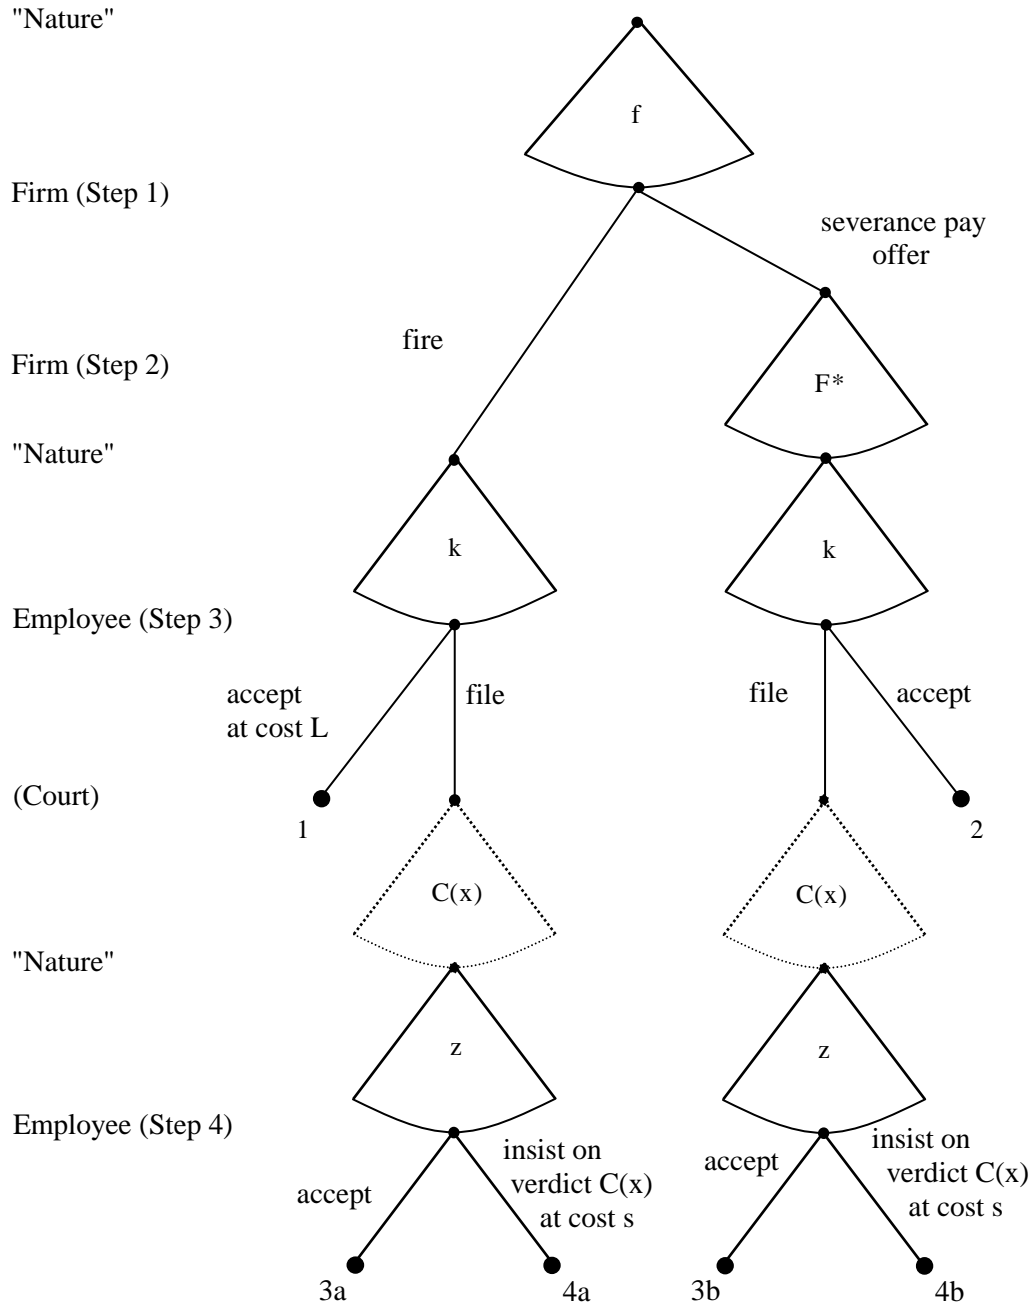 "Nature"
f
Firm (Step 1)
severance pay
offer
fire
Firm (Step 2)
F*
"Nature"
k
k
Employee (Step 3)
accept
at cost L
file
file
accept
(Court)
1
2
C(x)
C(x)
"Nature"
z
z
Employee (Step 4)
accept
insist on
verdict C(x)
at cost s
accept
insist on
verdict C(x)
at cost s
3a
4a
3b
4b